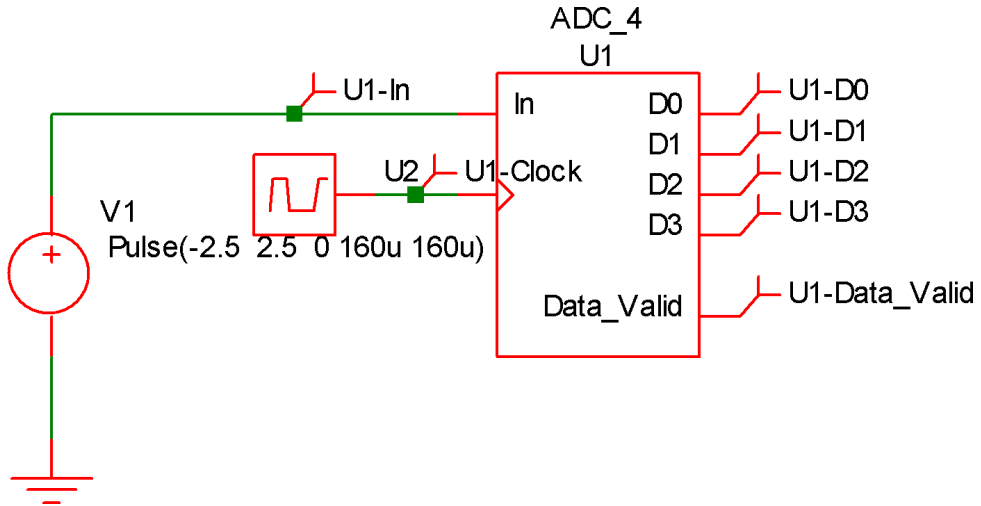 ADC_4
U1
U1-In
In
D0
U1-D0
D1
U1-D1
U2
U1-Clock
D2
U1-D2
V1
D3
U1-D3
Pulse(-2.5 2.5 0 160u 160u)
Data_Valid
U1-Data_Valid